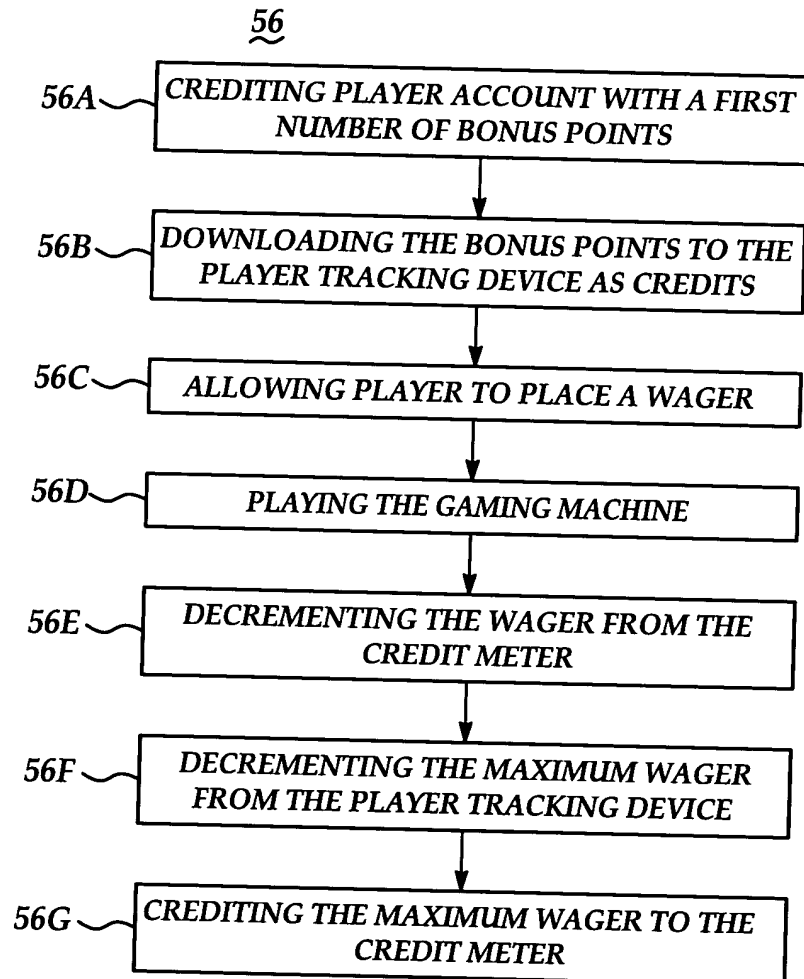 56
56A
CREDITING PLAYER ACCOUNT WITH A FIRST
NUMBER OF BONUS POINTS
56B
DOWNLOADING THE BONUS POINTS TO THE
PLAYER TRACKING DEVICE AS CREDITS
56C
ALLOWING PLAYER TO PLACE A WAGER
56D
PLAYING THE GAMING MACHINE
56E
DECREMENTING THE WAGER FROM THE
CREDIT METER
56F
DECREMENTING THE MAXIMUM WAGER
FROM THE PLAYER TRACKING DEVICE
56G
CREDITING THE MAXIMUM WAGER TO THE
CREDIT METER